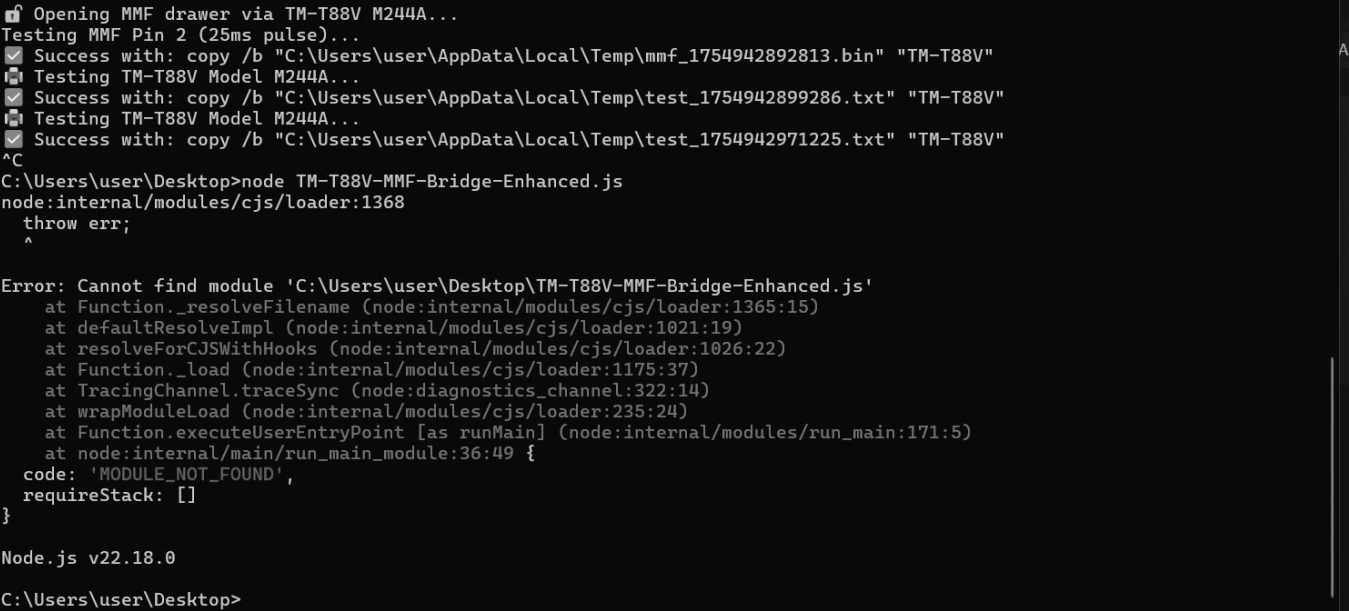 🔓 Opening MMF drawer via TM-T88V M244A...
Testing MMF Pin 2 (25ms pulse)...
✅ Success with: copy /b "C:\Users\user\AppData\Local\Temp\mmf_1754942892813.bin" "TM-T88V"
🖨 Testing TM-T88V Model M244A...
✅ Success with: copy /b "C:\Users\user\AppData\Local\Temp\test_1754942899286.txt" "TM-T88V"
🖨 Testing TM-T88V Model M244A...
✅ Success with: copy /b "C:\Users\user\AppData\Local\Temp\test_1754942971225.txt" "TM-T88V"
^C
C:\Users\user\Desktop>node TM-T88V-MMF-Bridge-Enhanced.js
node:internal/modules/cjs/loader:1368
  throw err;
  ^

Error: Cannot find module 'C:\Users\user\Desktop\TM-T88V-MMF-Bridge-Enhanced.js'
    at Function._resolveFilename (node:internal/modules/cjs/loader:1365:15)
    at defaultResolveImpl (node:internal/modules/cjs/loader:1021:19)
    at resolveForCJSWithHooks (node:internal/modules/cjs/loader:1026:22)
    at Function._load (node:internal/modules/cjs/loader:1175:37)
    at TracingChannel.traceSync (node:diagnostics_channel:322:14)
    at wrapModuleLoad (node:internal/modules/cjs/loader:235:24)
    at Function.executeUserEntryPoint [as runMain] (node:internal/modules/run_main:171:5)
    at node:internal/main/run_main_module:36:49 {
  code: 'MODULE_NOT_FOUND',
  requireStack: []
}

Node.js v22.18.0

C:\Users\user\Desktop>
A